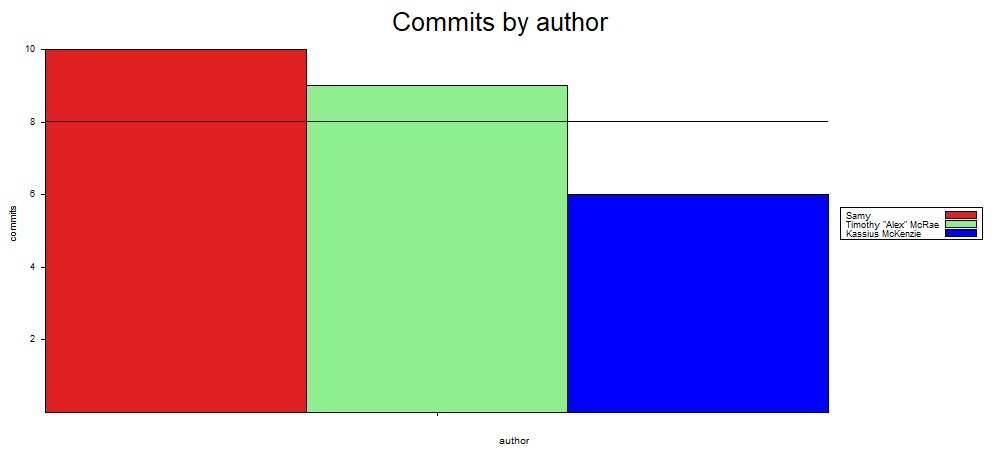 Commits by author
10
8
6
4
2
commits
author
Samy
Timothy "Alex" McRae
Kassius McKenzie